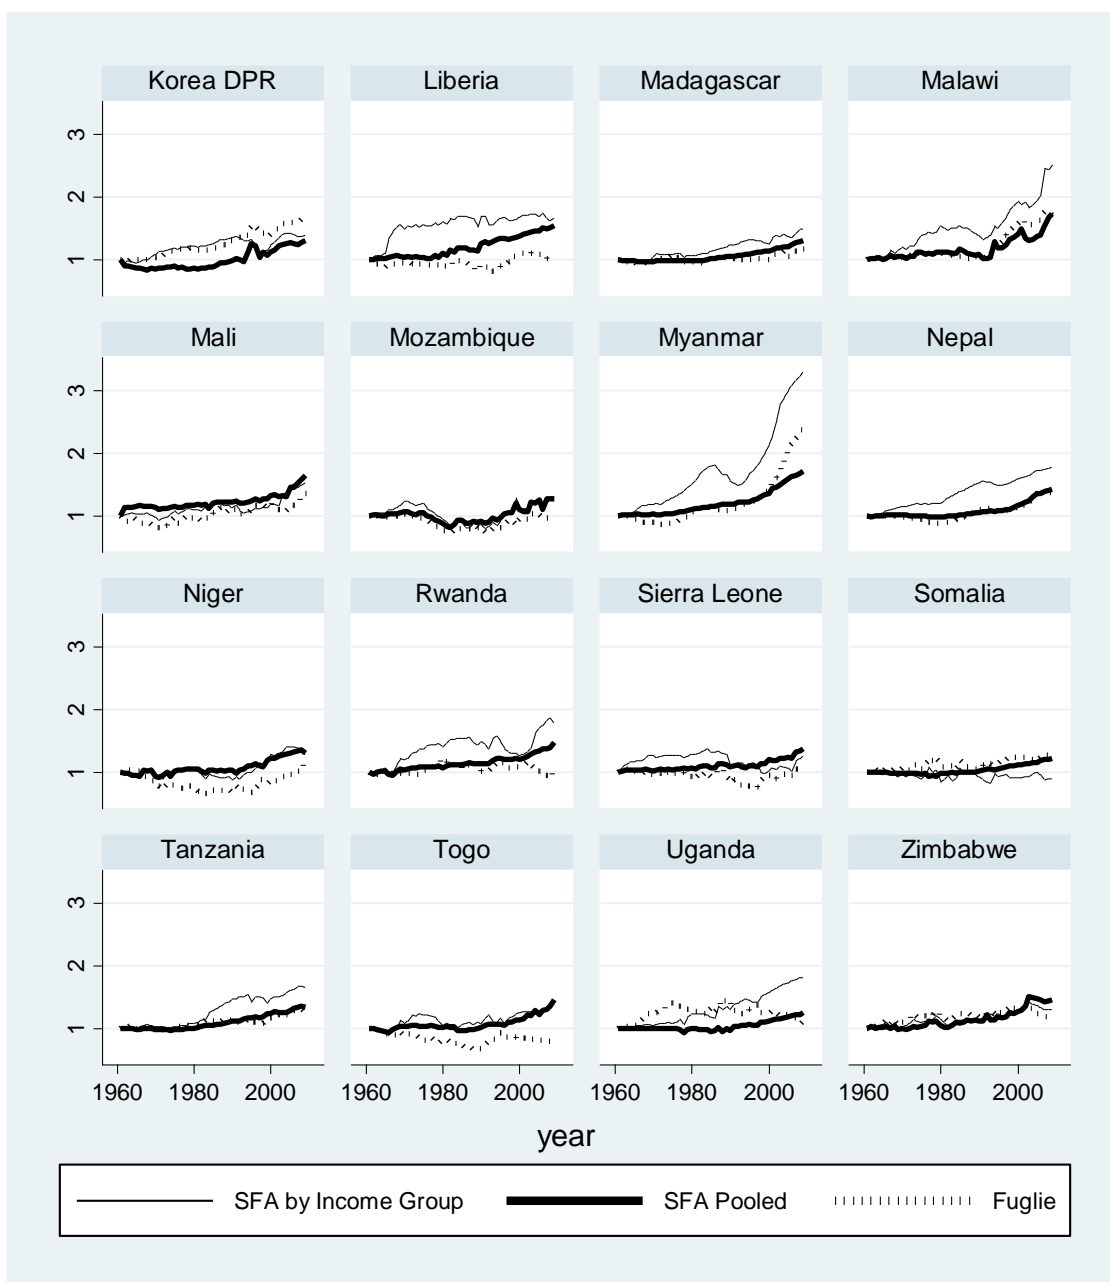 Korea DPR Liberia Madagascar Malawi
3
2
1
Mali Mozambique Myanmar Nepal
3
2
1
Niger Rwanda Sierra Leone Somalia
3
2
1
Tanzania Togo Uganda Zimbabwe
3
2
1
1960 1980 2000 1960 1980 2000 1960 1980 2000 1960 1980 2000
year
SFA by Income Group SFA Pooled Fuglie